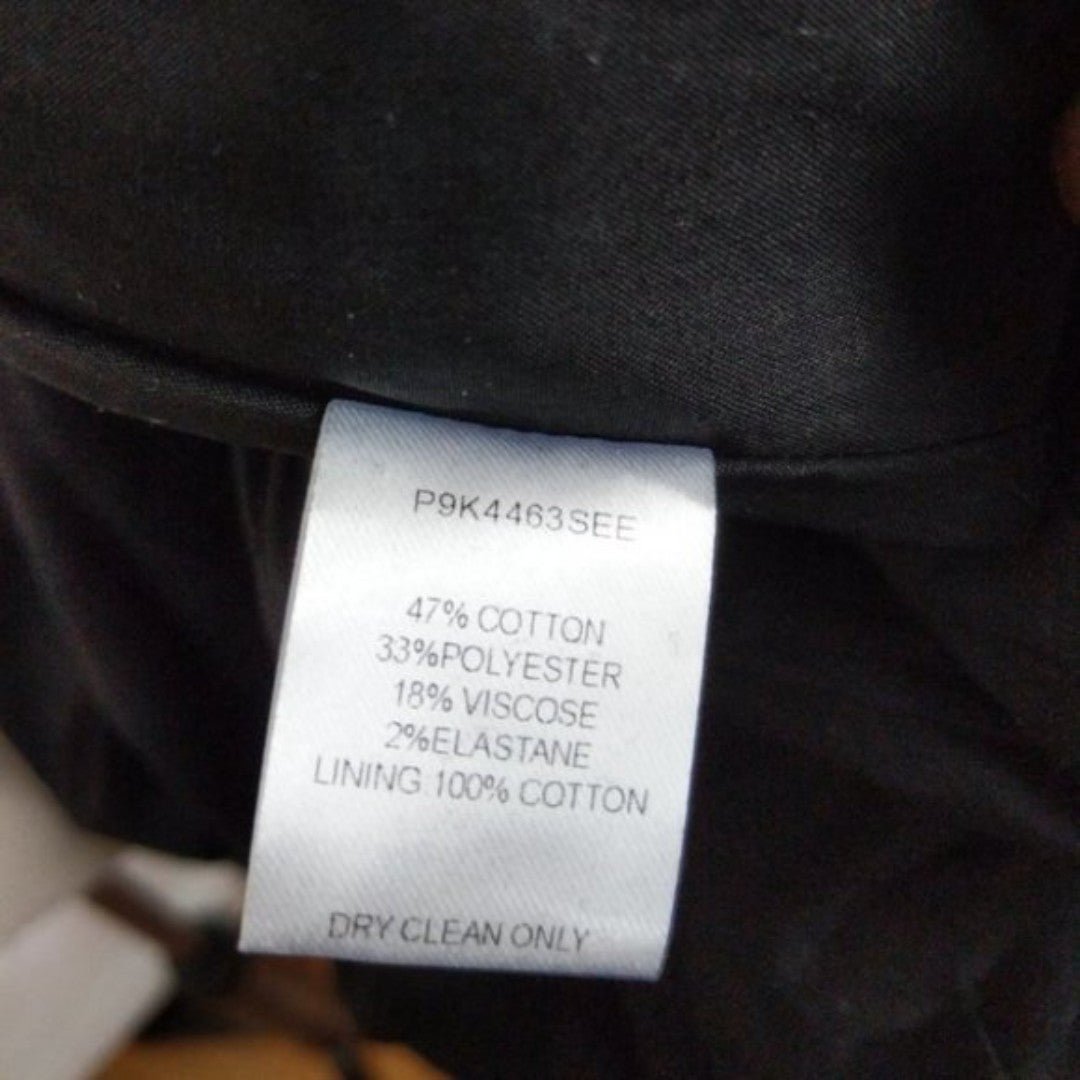 P9K4463SEE
47% COTTON
33%POLYESTER
18% VISCOSE
2%ELASTANE
LINING 100% COTTON
DRY CLEAN ONLY